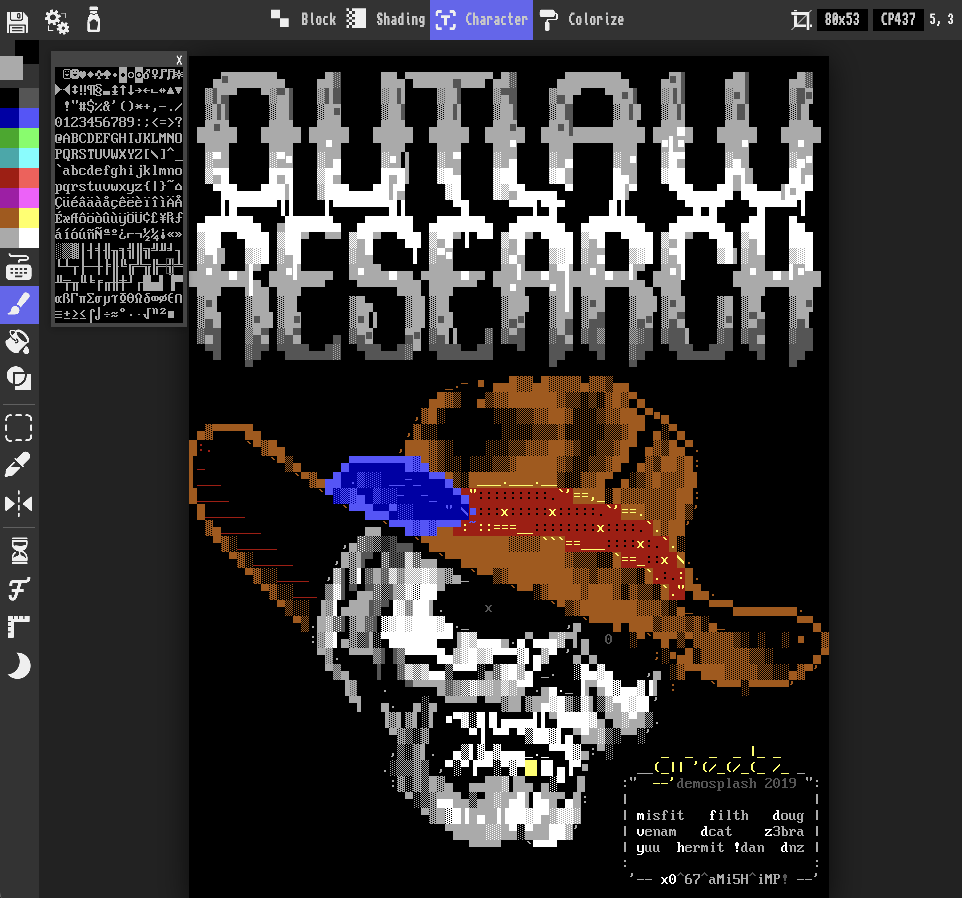 Block
Shading
Character
Colorize
80x53
CP437
5, 3
X
!"#$%&'()*+,-./
0123456789:;<=>?
@ABCDEFGHIJKLMNO
PQRSTUVWXYZ[\]^_
`abcdefghijklmno
pqrstuvwxyz{|}~⌂
ÇüéâäàåçêëèïîìÄÅ
ÉæÆôöòûùÿÖÜ¢£¥₧ƒ
áíóúñÑªº¿⌐¬½¼¡«»
αßΓπΣσµτΦΘΩδ∞φε∩
≡±≥≤⌠⌡÷≈°∙·√ⁿ²■
OUTLAW
RESEARCH
x
0
demosplash 2019
misfit filth doug
venam dcat z3bra
yuu hermit !dan dnz
x0^67^aMi5H^iMP!